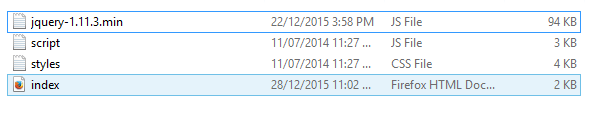 jquery-1.11.3.min 22/12/2015 3:58 PM JS File 94 KB
script 11/07/2014 11:27 ... JS File 3 KB
styles 11/07/2014 11:27 ... CSS File 4 KB
index 28/12/2015 11:02 ... Firefox HTML Doc... 2 KB